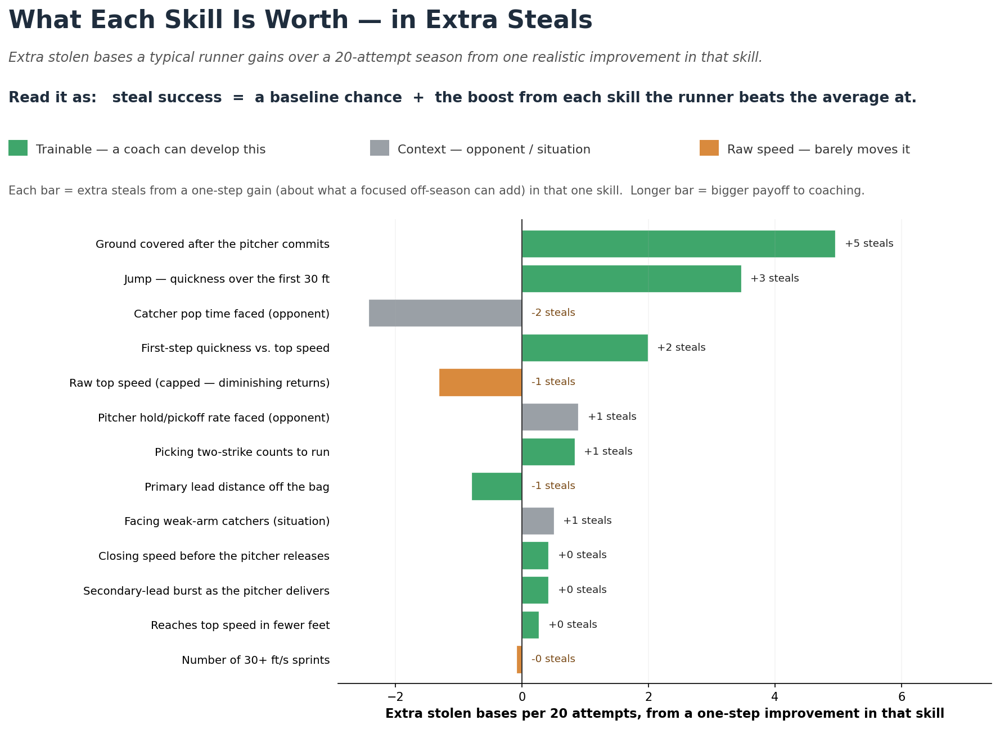 What Each Skill Is Worth — in Extra Steals
Extra stolen bases a typical runner gains over a 20-attempt season from one realistic improvement in that skill.
Read it as:   steal success  =  a baseline chance  +  the boost from each skill the runner beats the average at.
Trainable — a coach can develop this
Context — opponent / situation
Raw speed — barely moves it
Each bar = extra steals from a one-step gain (about what a focused off-season can add) in that one skill.  Longer bar = bigger payoff to coaching.
Ground covered after the pitcher commits +5 steals
Jump — quickness over the first 30 ft +3 steals
Catcher pop time faced (opponent) -2 steals
First-step quickness vs. top speed +2 steals
Raw top speed (capped — diminishing returns) -1 steals
Pitcher hold/pickoff rate faced (opponent) +1 steals
Picking two-strike counts to run +1 steals
Primary lead distance off the bag -1 steals
Facing weak-arm catchers (situation) +1 steals
Closing speed before the pitcher releases +0 steals
Secondary-lead burst as the pitcher delivers +0 steals
Reaches top speed in fewer feet +0 steals
Number of 30+ ft/s sprints -0 steals
−2 0 2 4 6
Extra stolen bases per 20 attempts, from a one-step improvement in that skill